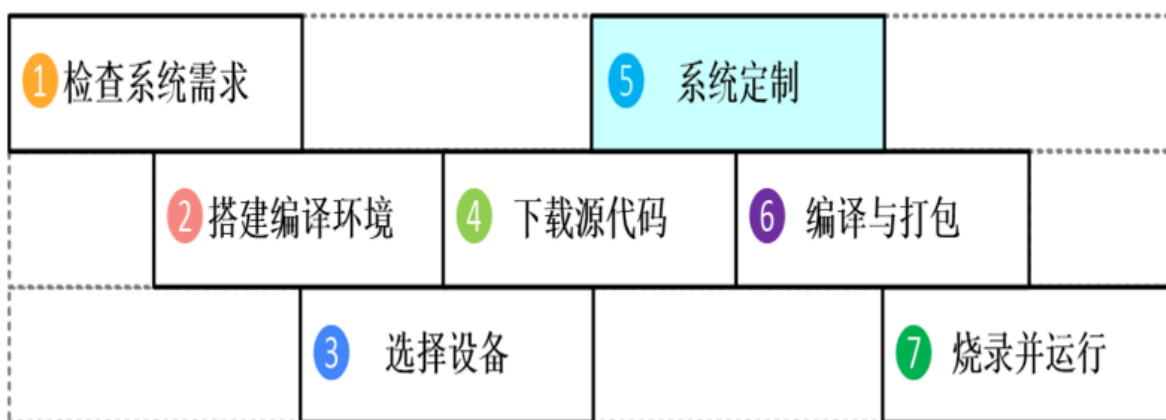 1 检查系统需求
5 系统定制
2 搭建编译环境
4 下载源代码
6 编译与打包
3 选择设备
7 烧录并运行